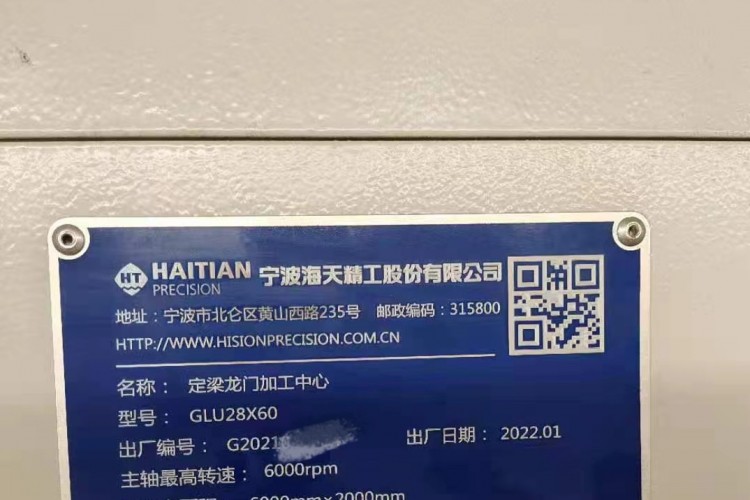 HT HAITIAN PRECISION 宁波海天精工股份有限公司
地址：宁波市北仑区黄山西路235号 邮政编码：315800
HTTP://WWW.HISIONPRECISION.COM.CN
名称： 定梁龙门加工中心
型号： GLU28X60
出厂编号： G2021 出厂日期： 2022.01
主轴最高转速： 6000rpm
6000mm×2000mm